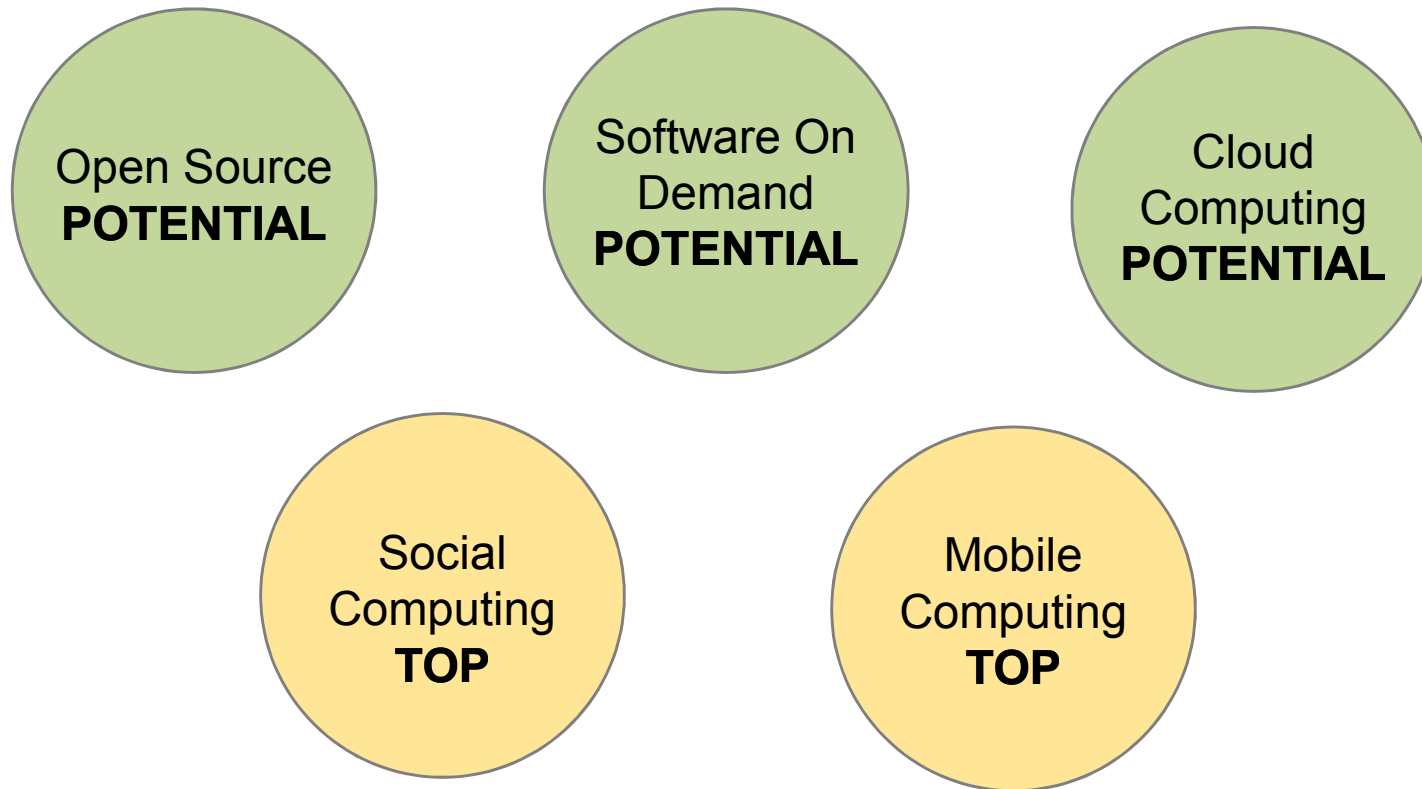 Open Source
POTENTIAL
Software On
Demand
POTENTIAL
Cloud
Computing
POTENTIAL
Social
Computing
TOP
Mobile
Computing
TOP